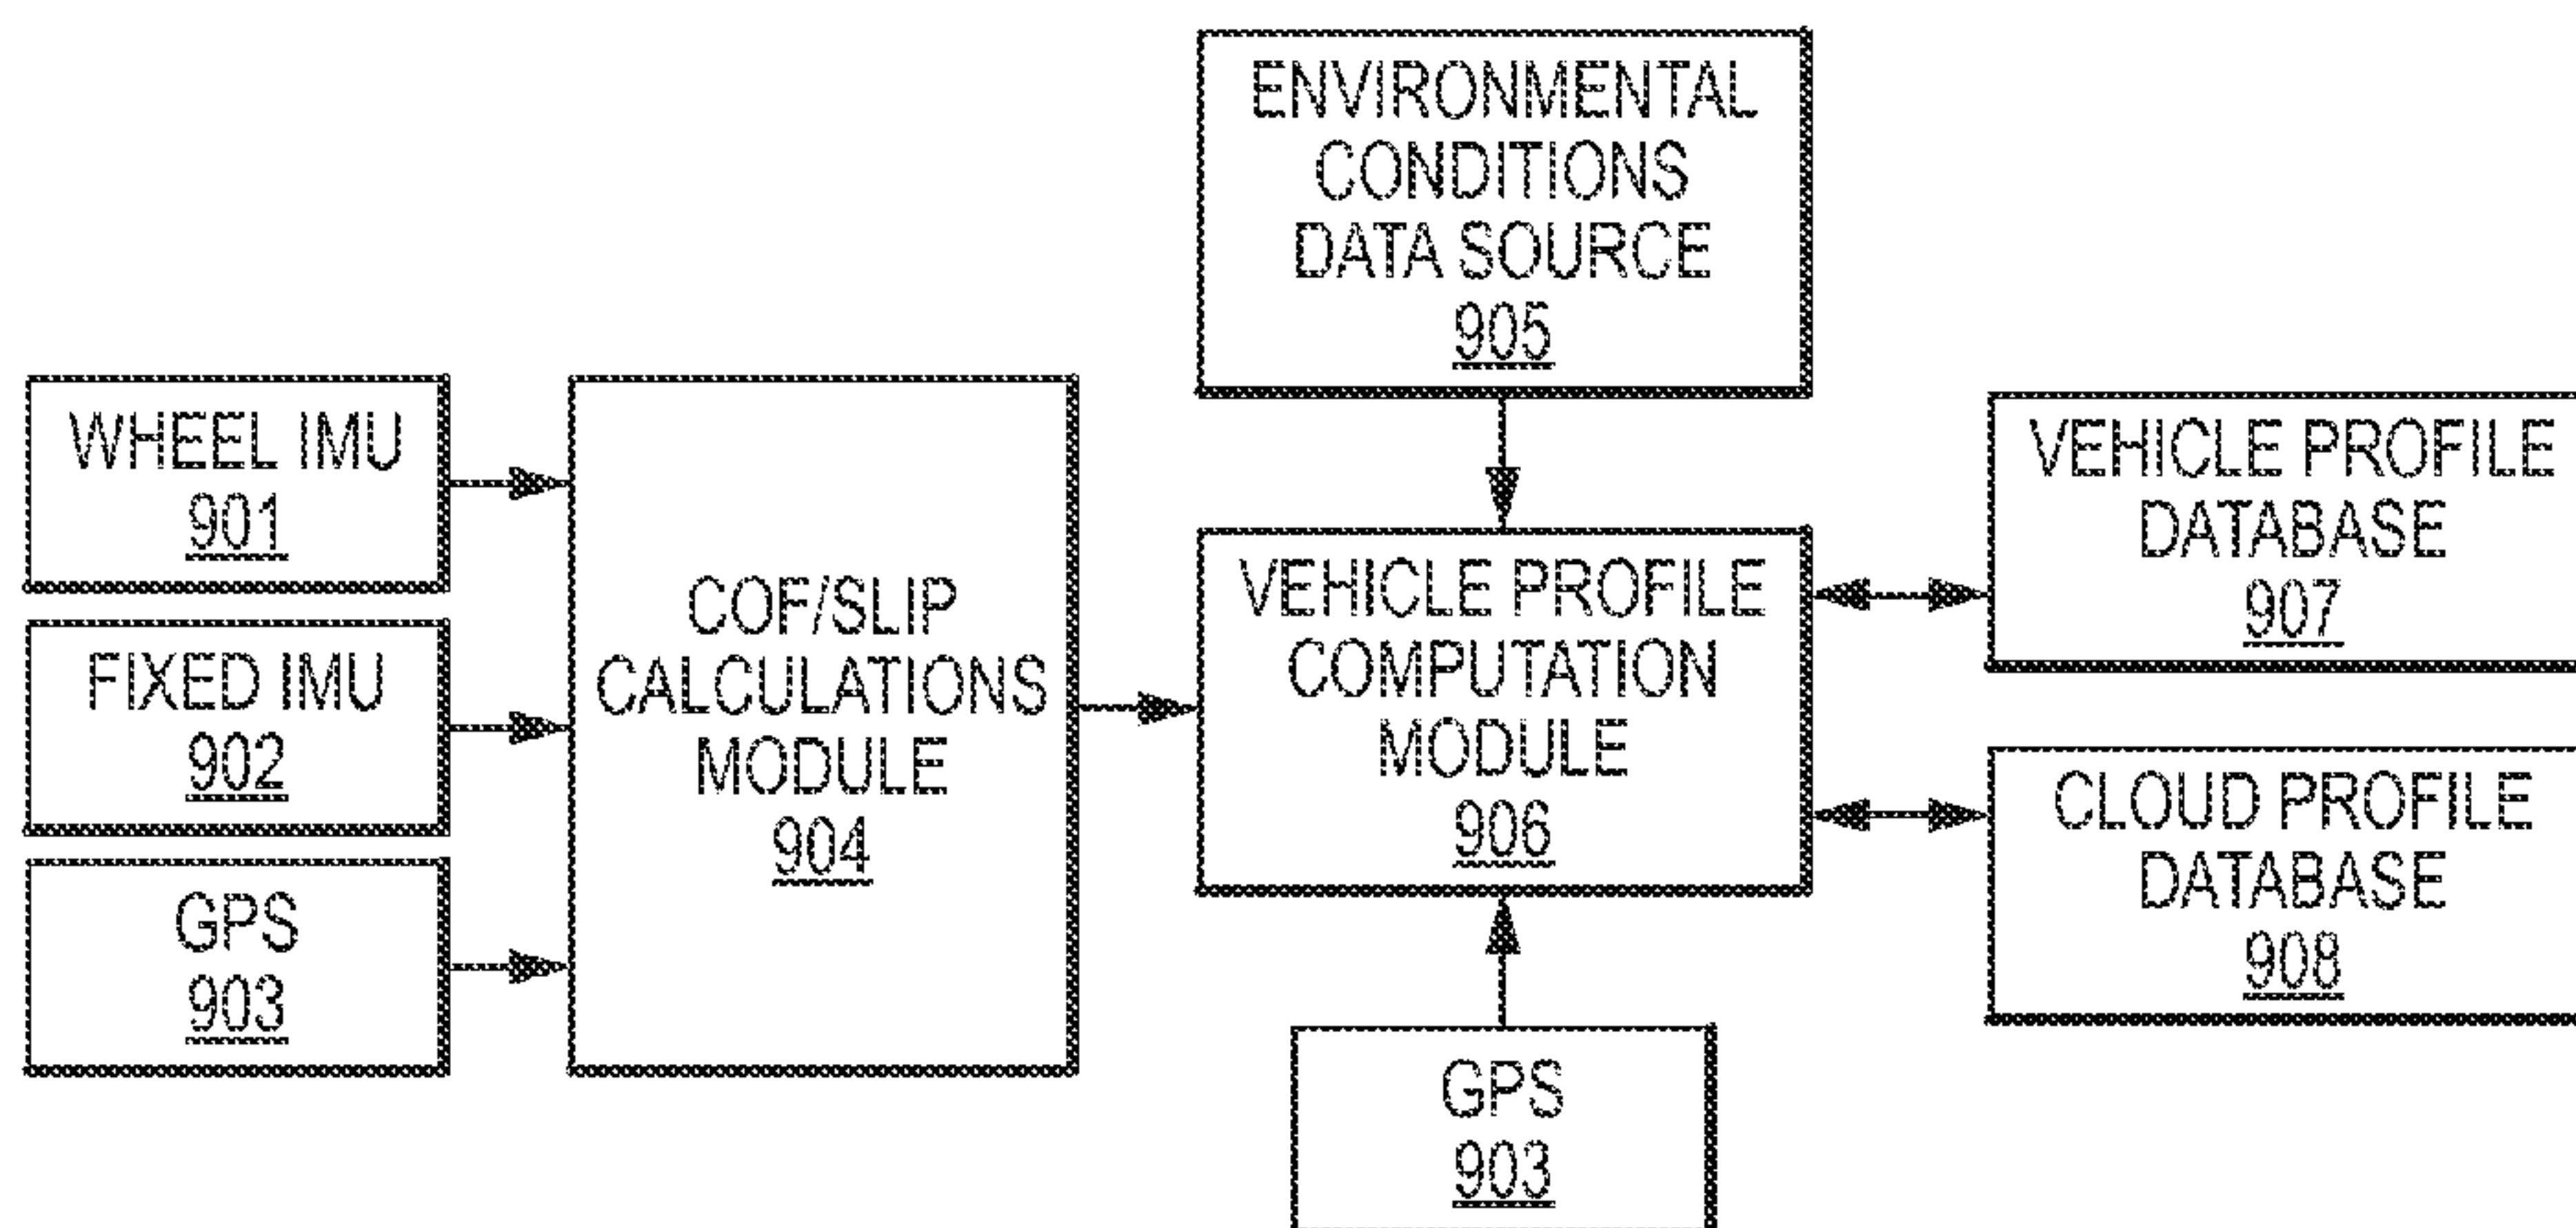 WHEEL IMU
901
FIXED IMU
902
GPS
903
COF/SLIP
CALCULATIONS
MODULE
904
ENVIRONMENTAL
CONDITIONS
DATA SOURCE
905
VEHICLE PROFILE
COMPUTATION
MODULE
906
GPS
903
VEHICLE PROFILE
DATABASE
907
CLOUD PROFILE
DATABASE
908